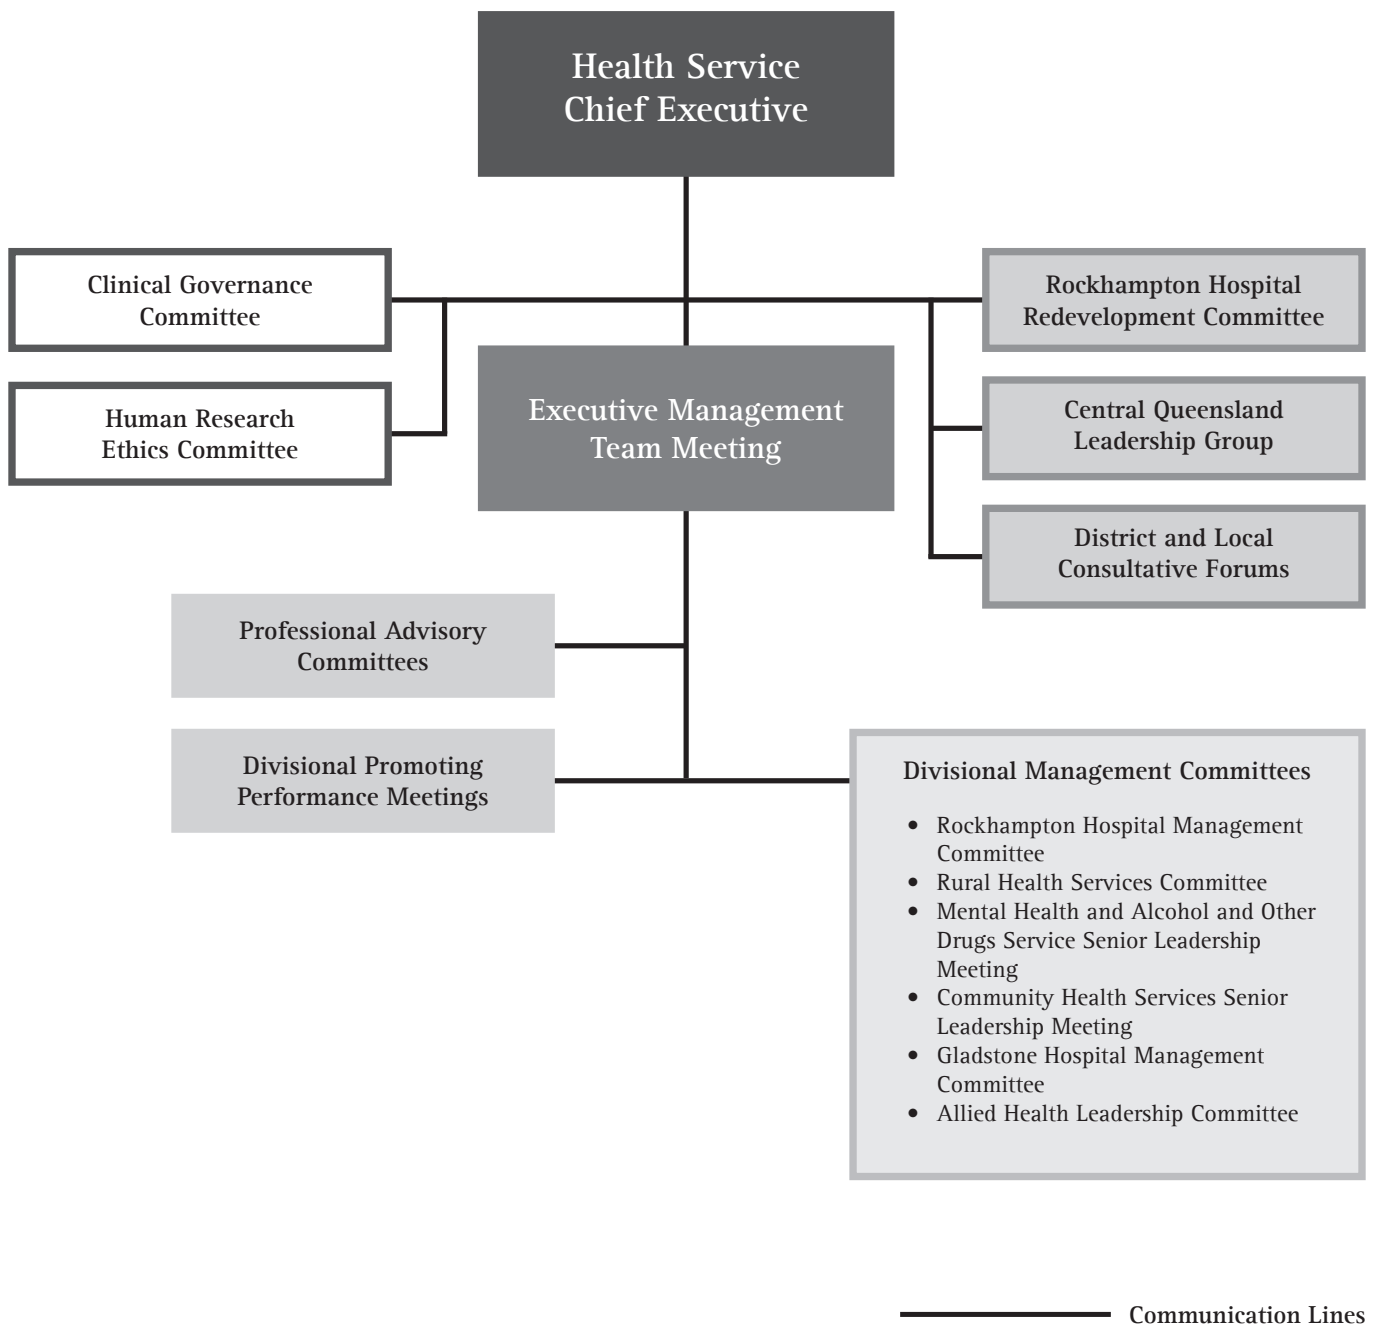 Health Service
Chief Executive
Clinical Governance
Committee
Rockhampton Hospital
Redevelopment Committee
Human Research
Ethics Committee
Executive Management
Team Meeting
Central Queensland
Leadership Group
District and Local
Consultative Forums
Professional Advisory
Committees
Divisional Promoting
Performance Meetings
Divisional Management Committees
• Rockhampton Hospital Management
Committee
• Rural Health Services Committee
• Mental Health and Alcohol and Other
Drugs Service Senior Leadership
Meeting
• Community Health Services Senior
Leadership Meeting
• Gladstone Hospital Management
Committee
• Allied Health Leadership Committee
Communication Lines